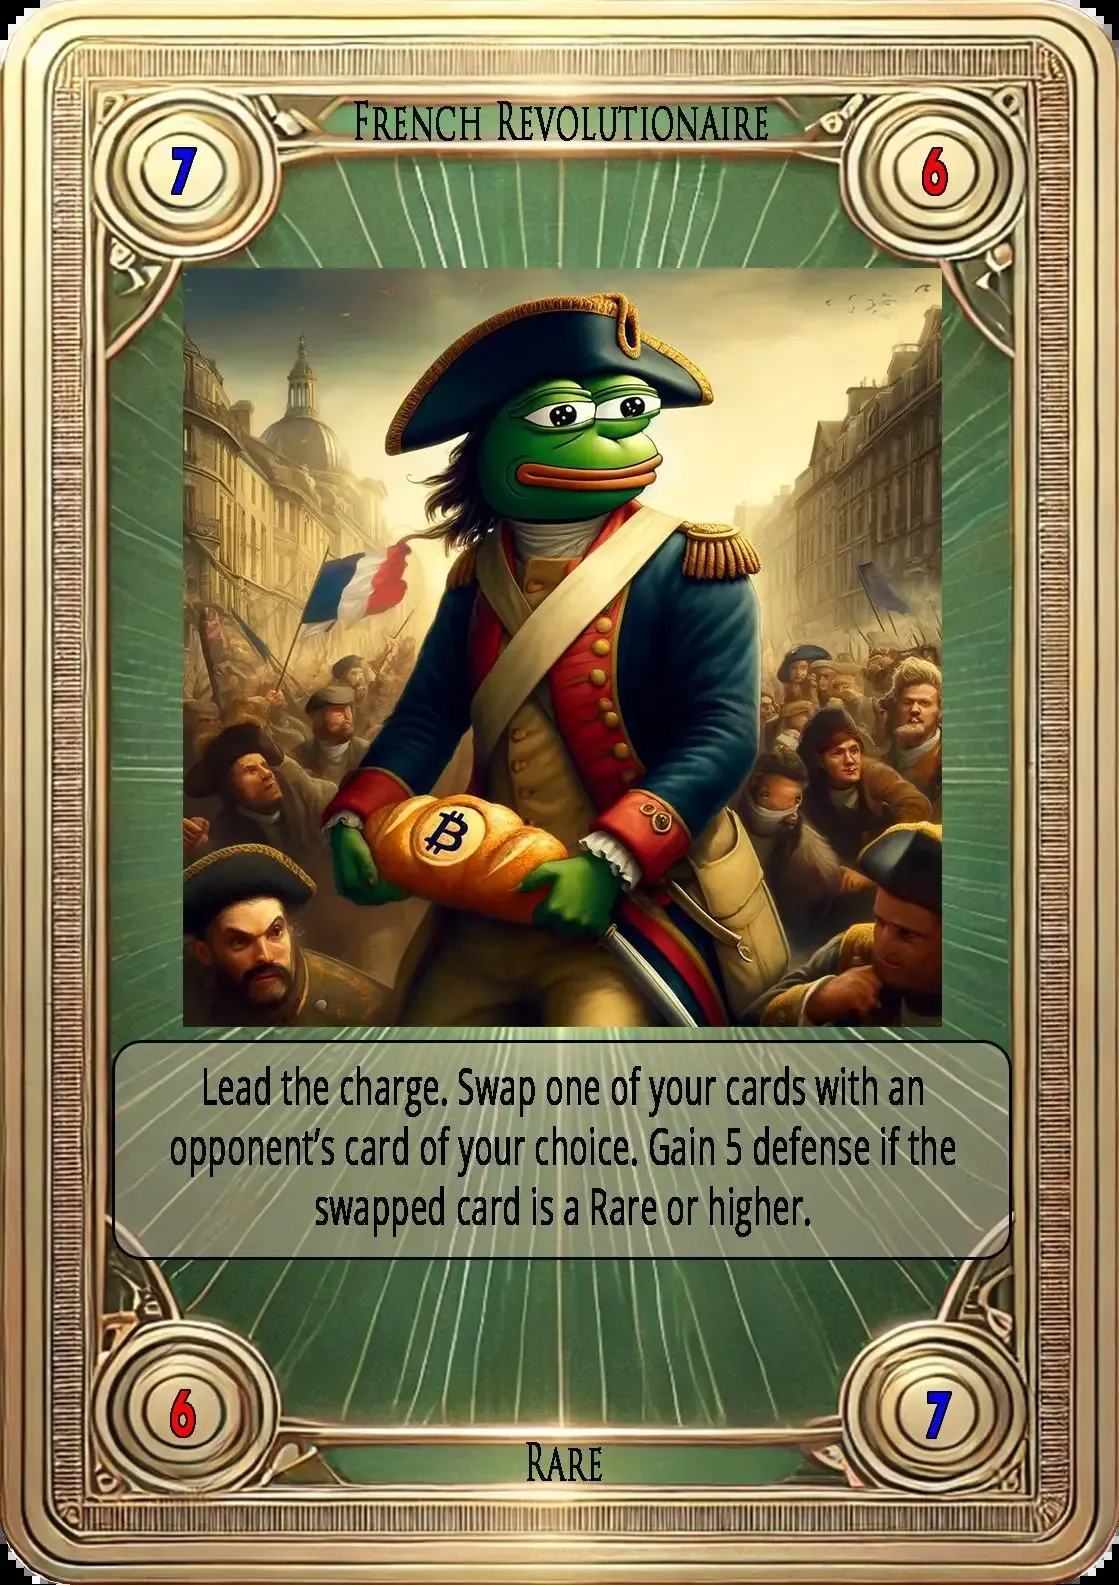 French Revolutionaire
7
6
₿
Lead the charge. Swap one of your cards with an
opponent's card of your choice. Gain 5 defense if the
swapped card is a Rare or higher.
6
7
Rare